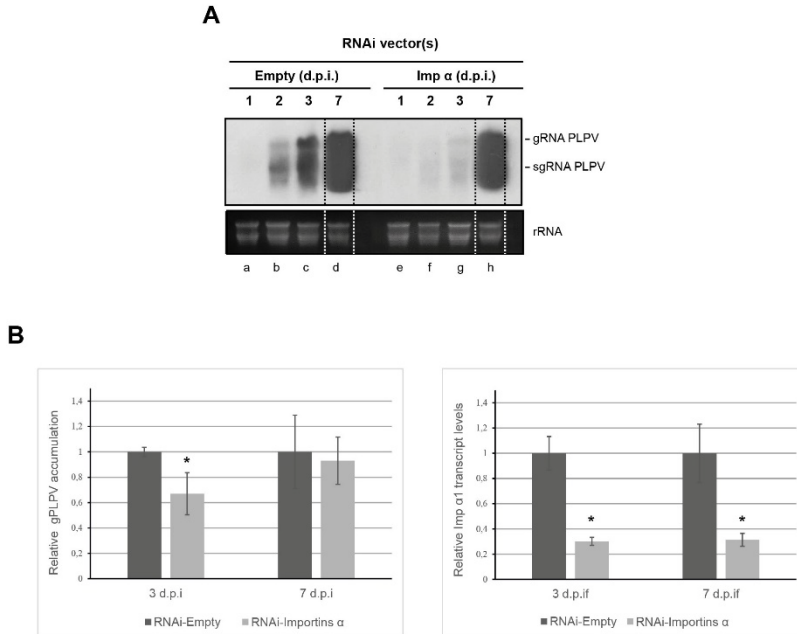 A
RNAi vector(s)
Empty (d.p.i.) Imp α (d.p.i.)
1 2 3 7 1 2 3 7
gRNA PLPV
sgRNA PLPV
rRNA
a b c d e f g h
B
Relative gPLPV accumulation
1,4
1,2
1
0,8
0,6
0,4
0,2
0
*
3 d.p.i 7 d.p.i
RNAi-Empty RNAi-Importins α
Relative Imp α1 transcript levels
1,4
1,2
1
0,8
0,6
0,4
0,2
0
* *
3 d.p.if 7 d.p.if
RNAi-Empty RNAi-Importins α